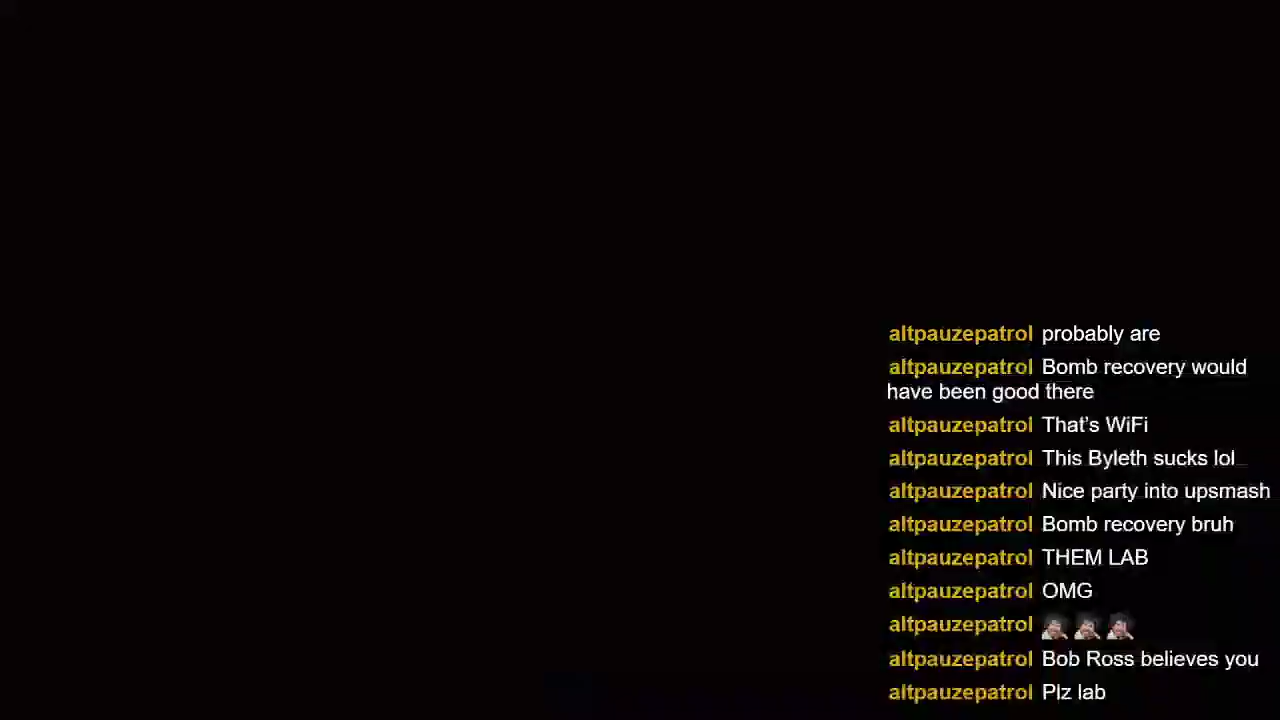 altpauzepatrol probably are
altpauzepatrol Bomb recovery would
have been good there
altpauzepatrol That's WiFi
altpauzepatrol This Byleth sucks lol
altpauzepatrol Nice party into upsmash
altpauzepatrol Bomb recovery bruh
altpauzepatrol THEM LAB
altpauzepatrol OMG
altpauzepatrol
altpauzepatrol Bob Ross believes you
altpauzepatrol Plz lab